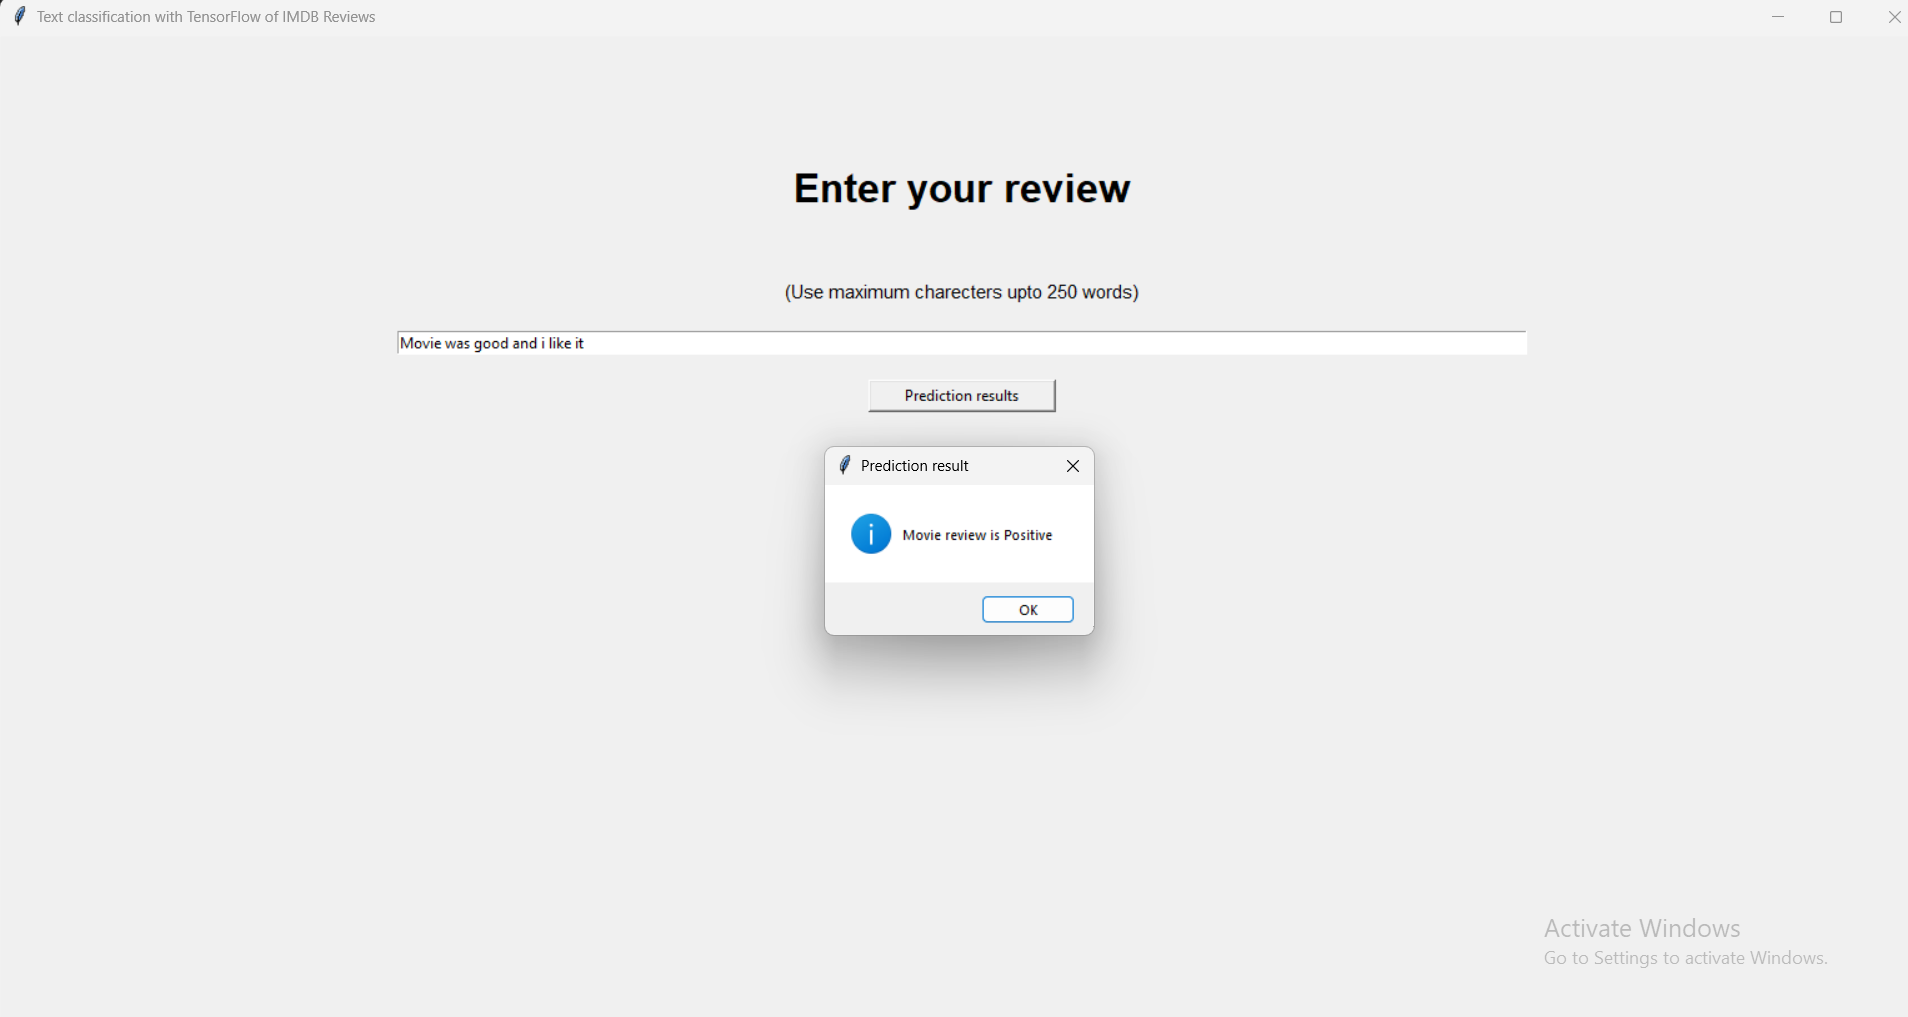 Text classification with TensorFlow of IMDB Reviews
Enter your review
(Use maximum charecters upto 250 words)
Movie was good and i like it
Prediction results
Prediction result
Movie review is Positive
OK
Activate Windows
Go to Settings to activate Windows.